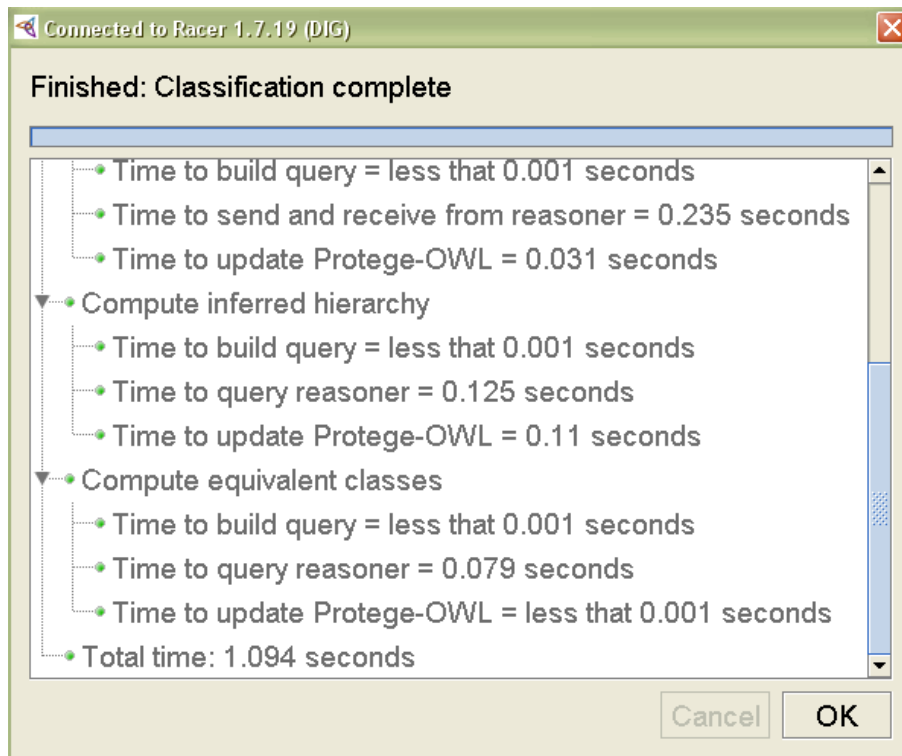 Connected to Racer 1.7.19 (DIG)
Finished: Classification complete
Time to build query = less that 0.001 seconds
Time to send and receive from reasoner = 0.235 seconds
Time to update Protege-OWL = 0.031 seconds
Compute inferred hierarchy
Time to build query = less that 0.001 seconds
Time to query reasoner = 0.125 seconds
Time to update Protege-OWL = 0.11 seconds
Compute equivalent classes
Time to build query = less that 0.001 seconds
Time to query reasoner = 0.079 seconds
Time to update Protege-OWL = less that 0.001 seconds
Total time: 1.094 seconds
Cancel OK